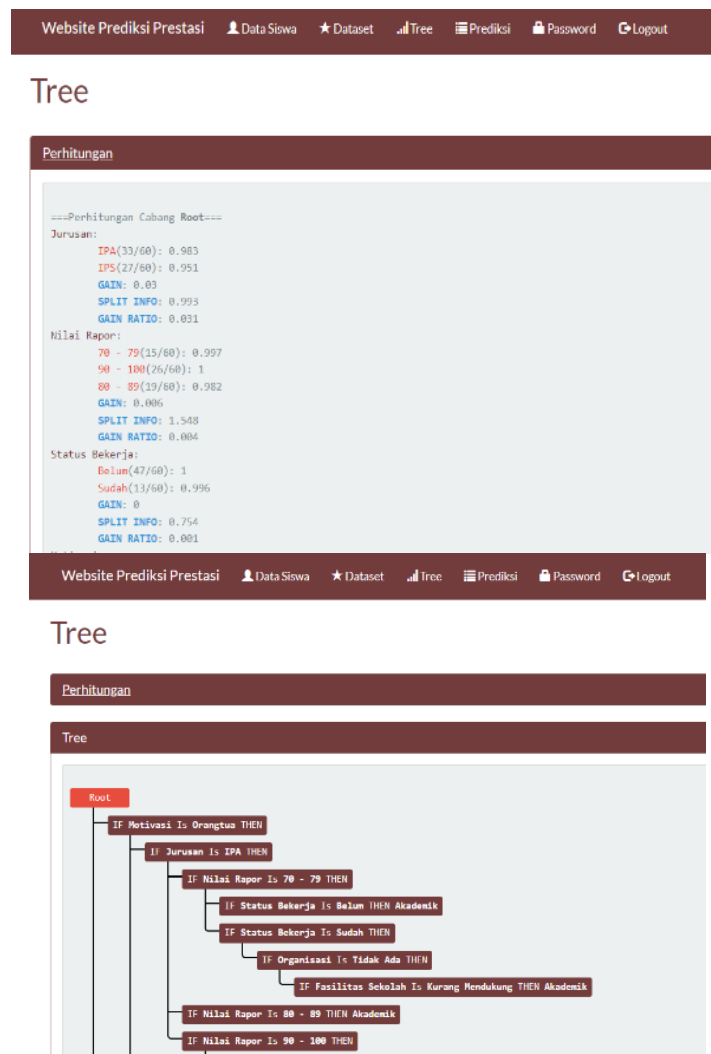 Website Prediksi Prestasi Data Siswa Dataset Tree Prediksi Password Logout
Tree
Perhitungan
===Perhitungan Cabang Root===
Jurusan:
IPA(33/60): 0.983
IPS(27/60): 0.951
GAIN: 0.03
SPLIT INFO: 0.993
GAIN RATIO: 0.031
Nilai Rapor:
70 - 79(15/60): 0.997
90 - 100(26/60): 1
80 - 89(19/60): 0.982
GAIN: 0.006
SPLIT INFO: 1.548
GAIN RATIO: 0.004
Status Bekerja:
Belum(47/60): 1
Sudah(13/60): 0.996
GAIN: 0
SPLIT INFO: 0.754
GAIN RATIO: 0.001
Website Prediksi Prestasi Data Siswa Dataset Tree Prediksi Password Logout
Tree
Perhitungan
Tree
Root
IF Motivasi Is Orangtua THEN
IF Jurusan Is IPA THEN
IF Nilai Rapor Is 70 - 79 THEN
IF Status Bekerja Is Belum THEN Akademik
IF Status Bekerja Is Sudah THEN
IF Organisasi Is Tidak Ada THEN
IF Fasilitas Sekolah Is Kurang Mendukung THEN Akademik
IF Nilai Rapor Is 80 - 89 THEN Akademik
IF Nilai Rapor Is 90 - 100 THEN